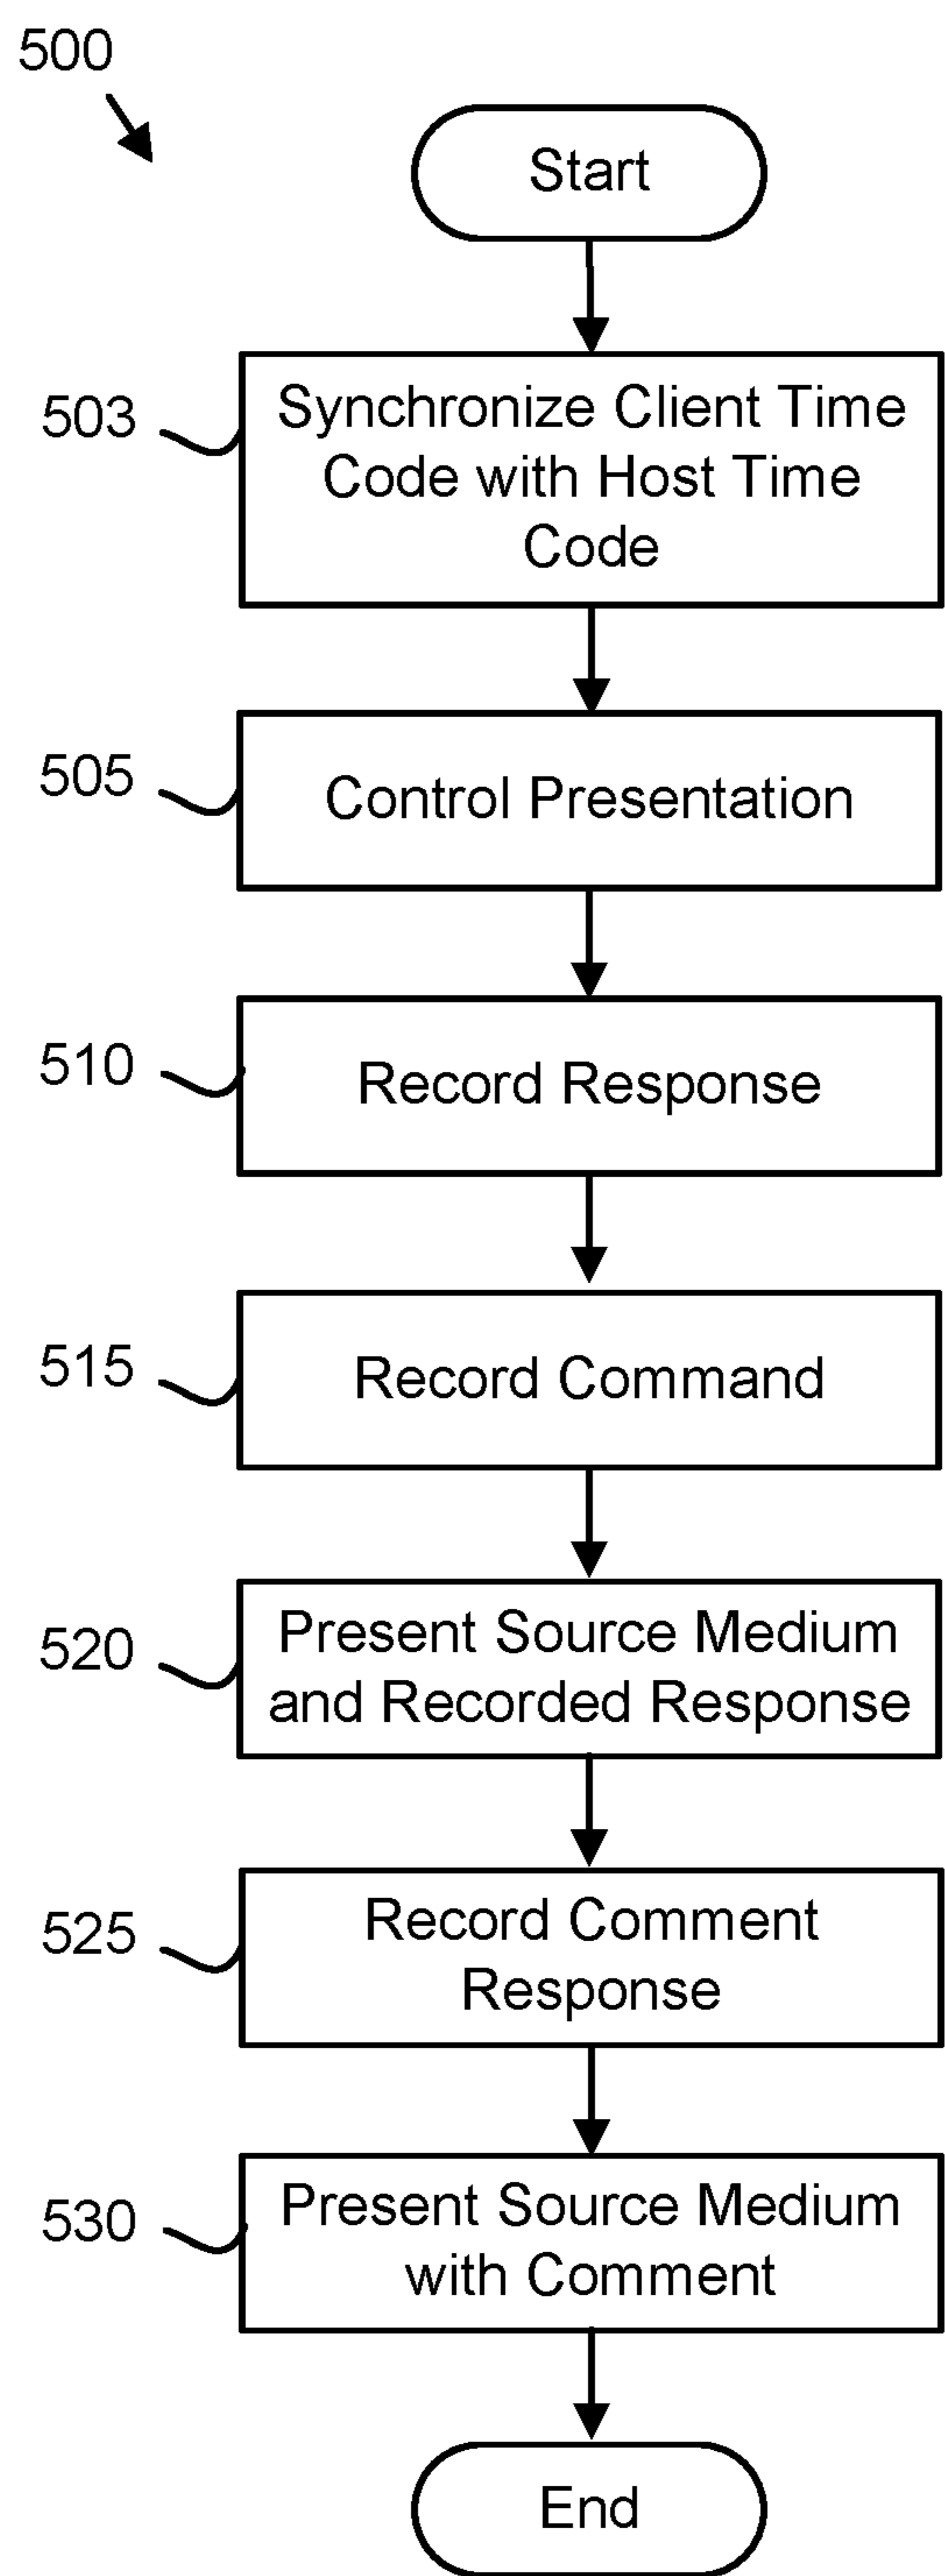 500
Start
503
Synchronize Client Time
Code with Host Time
Code
505
Control Presentation
510
Record Response
515
Record Command
520
Present Source Medium
and Recorded Response
525
Record Comment
Response
530
Present Source Medium
with Comment
End